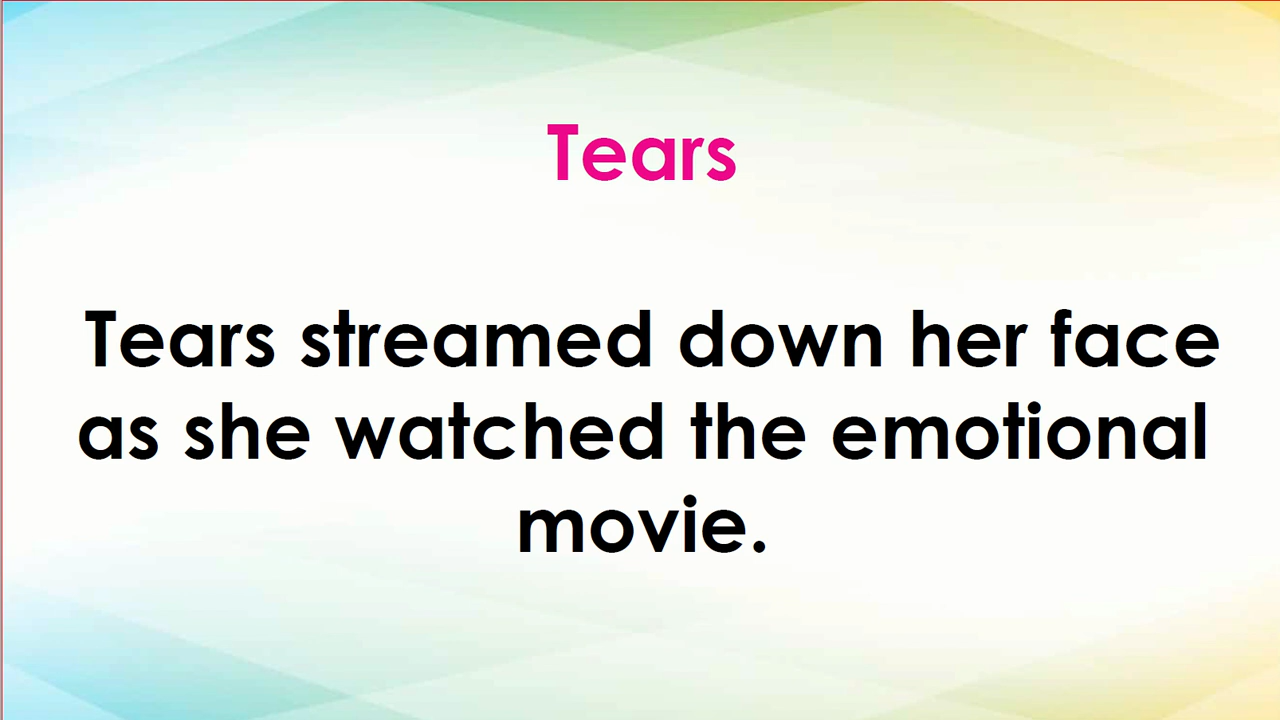 Tears
Tears streamed down her face
as she watched the emotional
movie.